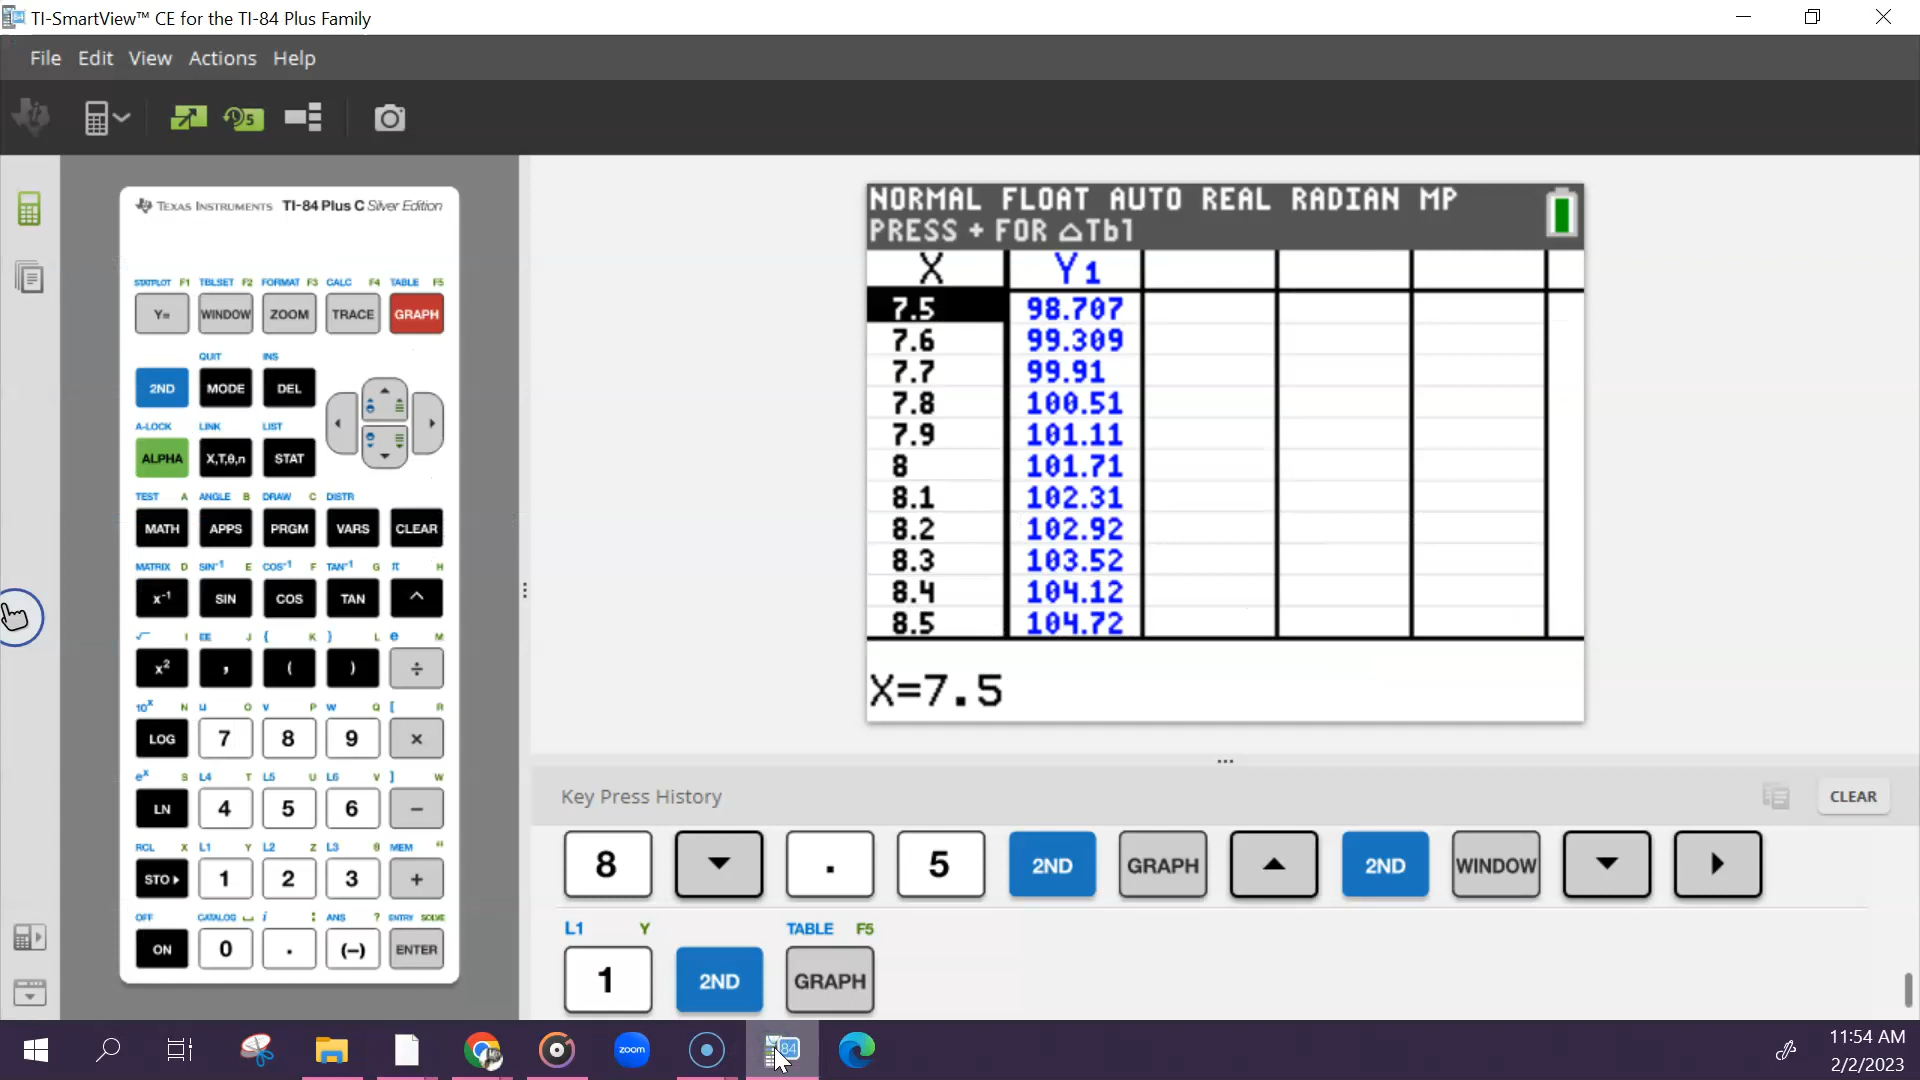 TI-SmartView™ CE for the TI-84 Plus Family
File Edit View Actions Help
TEXAS INSTRUMENTS TI-84 Plus C Silver Edition
STATPLOT F1 TBLSET F2 FORMAT F3 CALC F4 TABLE F5
Y= WINDOW ZOOM TRACE GRAPH
QUIT INS
2ND MODE DEL
A-LOCK LINK LIST
ALPHA X,T,θ,n STAT
TEST A ANGLE B DRAW C DISTR
MATH APPS PRGM VARS CLEAR
MATRIX D SIN⁻¹ E COS⁻¹ F TAN⁻¹ G π H
x⁻¹ SIN COS TAN ^
√ I EE J { K } L e M
x² , ( ) ÷
10ˣ N u O v P w Q [ R
LOG 7 8 9 ×
eˣ S L4 T L5 U L6 V ] W
LN 4 5 6 −
RCL X L1 Y L2 Z L3 θ MEM "
STO▸ 1 2 3 +
OFF CATALOG ⎵ i : ANS ? ENTRY SOLVE
ON 0 . (−) ENTER
NORMAL FLOAT AUTO REAL RADIAN MP
PRESS + FOR △Tbl
X Y1
7.5 98.707
7.6 99.309
7.7 99.91
7.8 100.51
7.9 101.11
8 101.71
8.1 102.31
8.2 102.92
8.3 103.52
8.4 104.12
8.5 104.72
X=7.5
Key Press History
CLEAR
8 . 5 2ND GRAPH 2ND WINDOW
L1 Y TABLE F5
1 2ND GRAPH
zoom
84
11:54 AM
2/2/2023